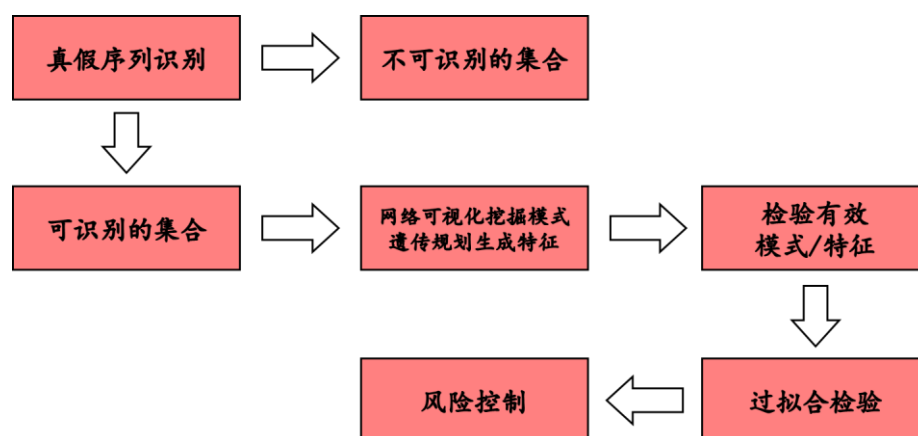 真假序列识别
不可识别的集合
可识别的集合
网络可视化挖掘模式
遗传规划生成特征
检验有效
模式/特征
风险控制
过拟合检验